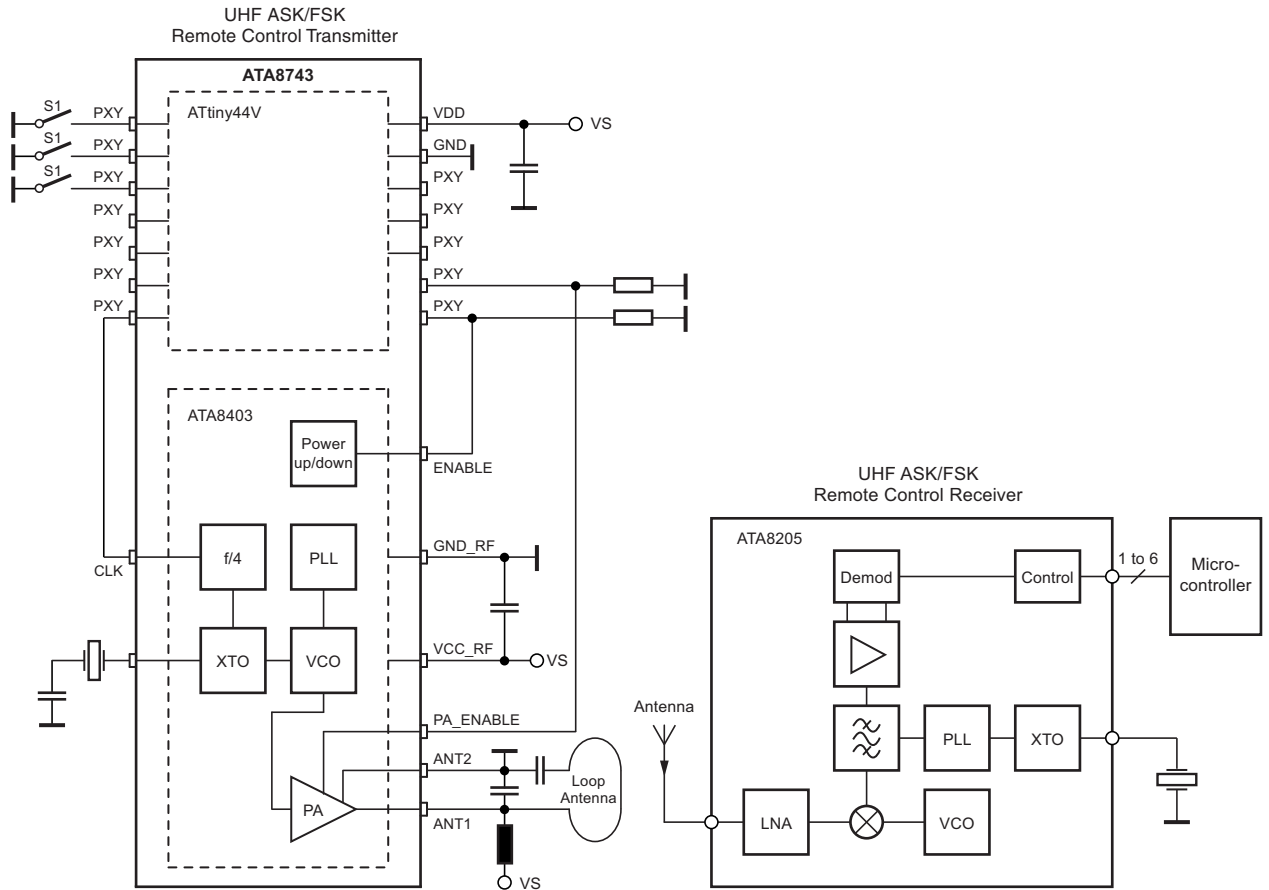 UHF ASK/FSK
Remote Control Transmitter
ATA8743
ATtiny44V
S1
PXY
S1
PXY
S1
PXY
PXY
PXY
PXY
PXY
VDD
VS
GND
PXY
PXY
PXY
PXY
PXY
ATA8403
Power
up/down
ENABLE
f/4
PLL
CLK
GND_RF
XTO
VCO
VCC_RF
VS
PA_ENABLE
ANT2
PA
ANT1
Loop
Antenna
VS
UHF ASK/FSK
Remote Control Receiver
ATA8205
Demod
Control
1 to 6
Micro-
controller
Antenna
PLL
XTO
LNA
VCO